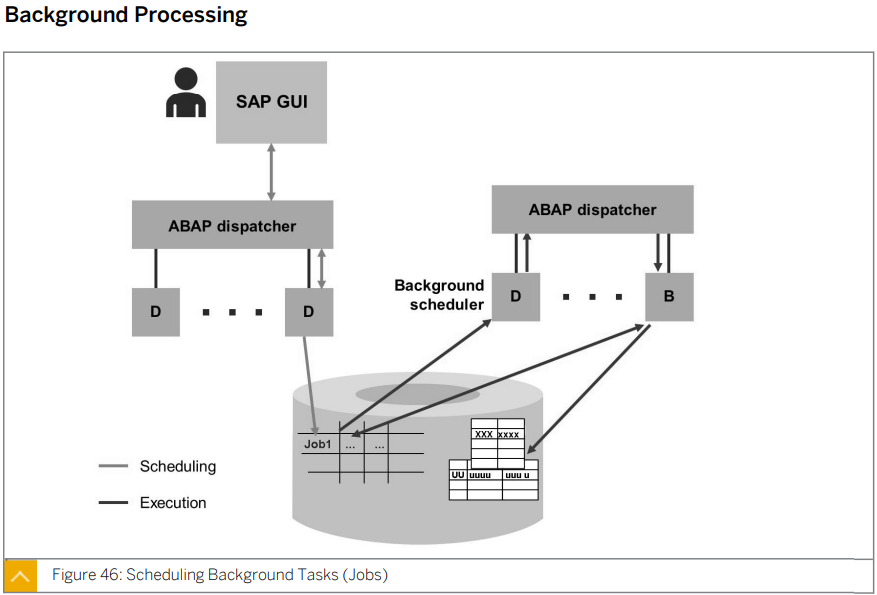 Background Processing
SAP GUI
ABAP dispatcher
D
D
ABAP dispatcher
Background
scheduler
D
B
Job1 ... ...
XXX xxxx
UU uuuu uuu u
Scheduling
Execution
Figure 46: Scheduling Background Tasks (Jobs)